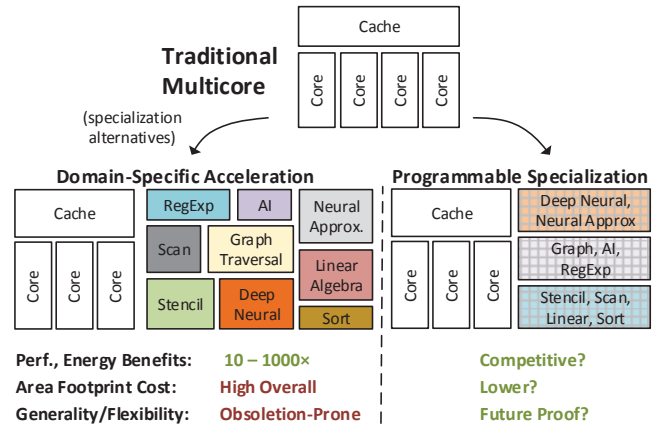 Cache
Traditional
Multicore
Core
Core
Core
Core
(specialization
alternatives)
Domain-Specific Acceleration
Cache
Core
Core
Core
RegExp
AI
Neural
Approx.
Scan
Graph
Traversal
Linear
Algebra
Stencil
Deep
Neural
Sort
Programmable Specialization
Cache
Core
Core
Core
Deep Neural,
Neural Approx
Graph, AI,
RegExp
Stencil, Scan,
Linear, Sort
Perf., Energy Benefits: 10 – 1000× Competitive?
Area Footprint Cost: High Overall Lower?
Generality/Flexibility: Obsoletion-Prone Future Proof?